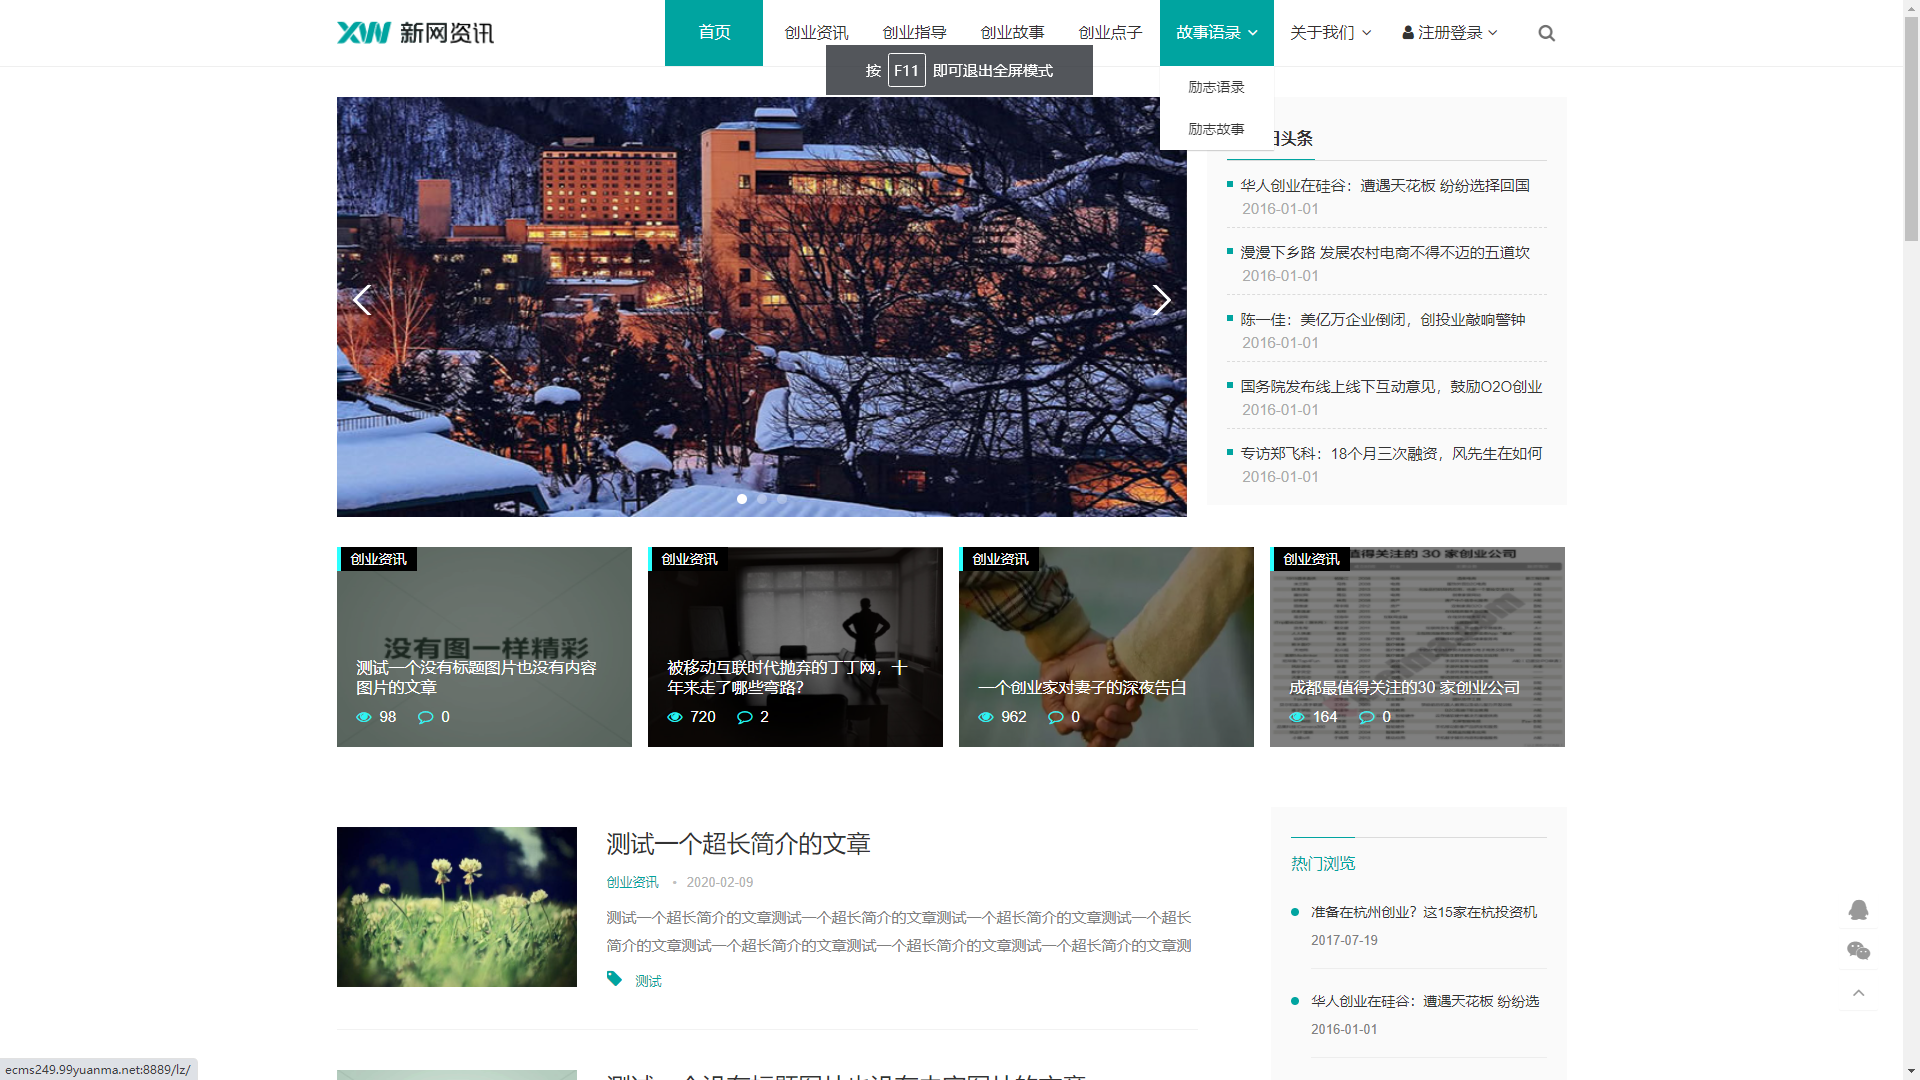 XW 新网资讯
首页
创业资讯
创业指导
创业故事
创业点子
故事语录
关于我们
注册登录
按 F11 即可退出全屏模式
励志语录
励志故事
头条
华人创业在硅谷：遭遇天花板 纷纷选择回国
2016-01-01
漫漫下乡路 发展农村电商不得不迈的五道坎
2016-01-01
陈一佳：美亿万企业倒闭，创投业敲响警钟
2016-01-01
国务院发布线上线下互动意见，鼓励O2O创业
2016-01-01
专访郑飞科：18个月三次融资，风先生在如何
2016-01-01
创业资讯
没有图一样精彩
测试一个没有标题图片也没有内容
图片的文章
98 0
创业资讯
被移动互联时代抛弃的丁丁网，十
年来走了哪些弯路？
720 2
创业资讯
一个创业家对妻子的深夜告白
962 0
创业资讯
值得关注的 30 家创业公司
成都最值得关注的30 家创业公司
164 0
测试一个超长简介的文章
创业资讯 • 2020-02-09
测试一个超长简介的文章测试一个超长简介的文章测试一个超长简介的文章测试一个超长
简介的文章测试一个超长简介的文章测试一个超长简介的文章测试一个超长简介的文章测
测试
热门浏览
准备在杭州创业？这15家在杭投资机
2017-07-19
华人创业在硅谷：遭遇天花板 纷纷选
2016-01-01
测试一个没有标题图片也没有内容图片的文章
ecms249.99yuanma.net:8889/lz/